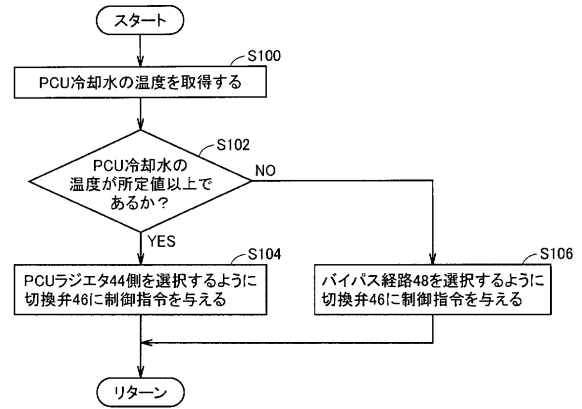 スタート
S100
PCU冷却水の温度を取得する
S102
PCU冷却水の
温度が所定値以上で
あるか？
NO
YES
S104
PCUラジエタ44側を選択するように
切換弁46に制御指令を与える
S106
バイパス経路48を選択するように
切換弁46に制御指令を与える
リターン